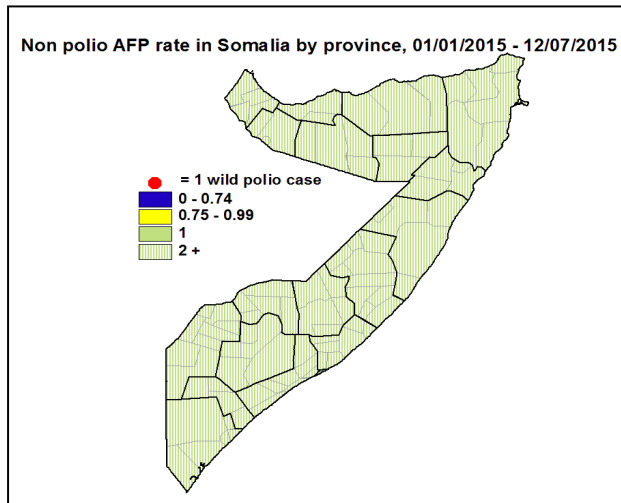 Non polio AFP rate in Somalia by province, 01/01/2015 - 12/07/2015
= 1 wild polio case
0 - 0.74
0.75 - 0.99
1
2 +